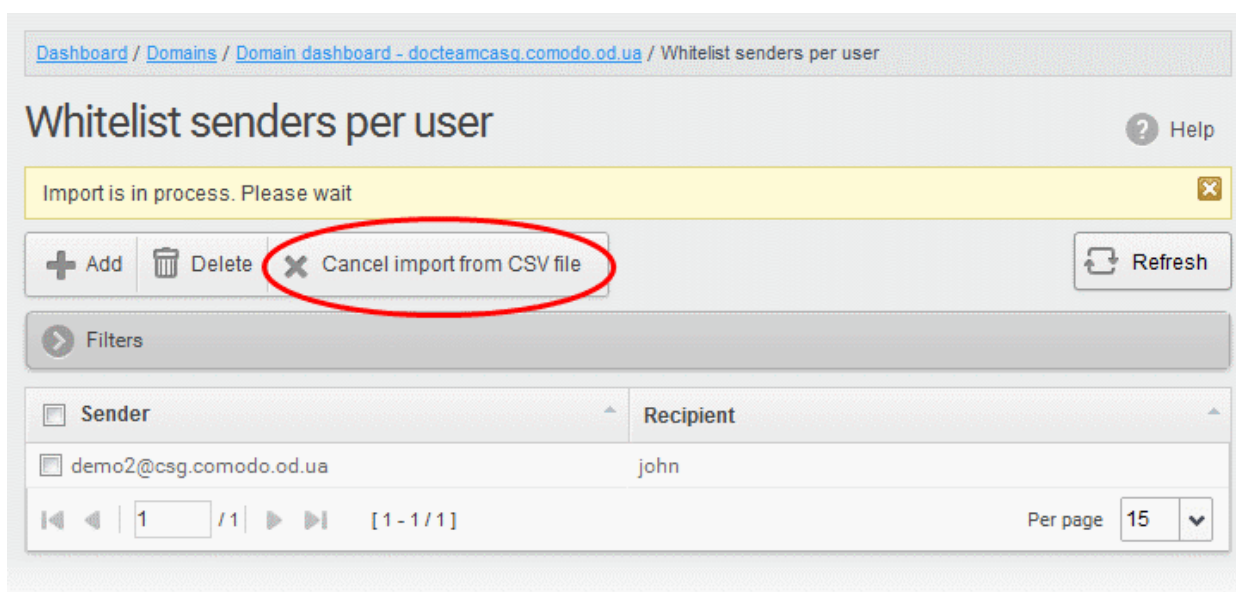 Dashboard / Domains / Domain dashboard - docteamcasg.comodo.od.ua / Whitelist senders per user
Whitelist senders per user
? Help
Import is in process. Please wait
Add Delete Cancel import from CSV file Refresh
Filters
Sender Recipient
demo2@csg.comodo.od.ua john
1 / 1 [ 1 - 1 / 1 ] Per page 15